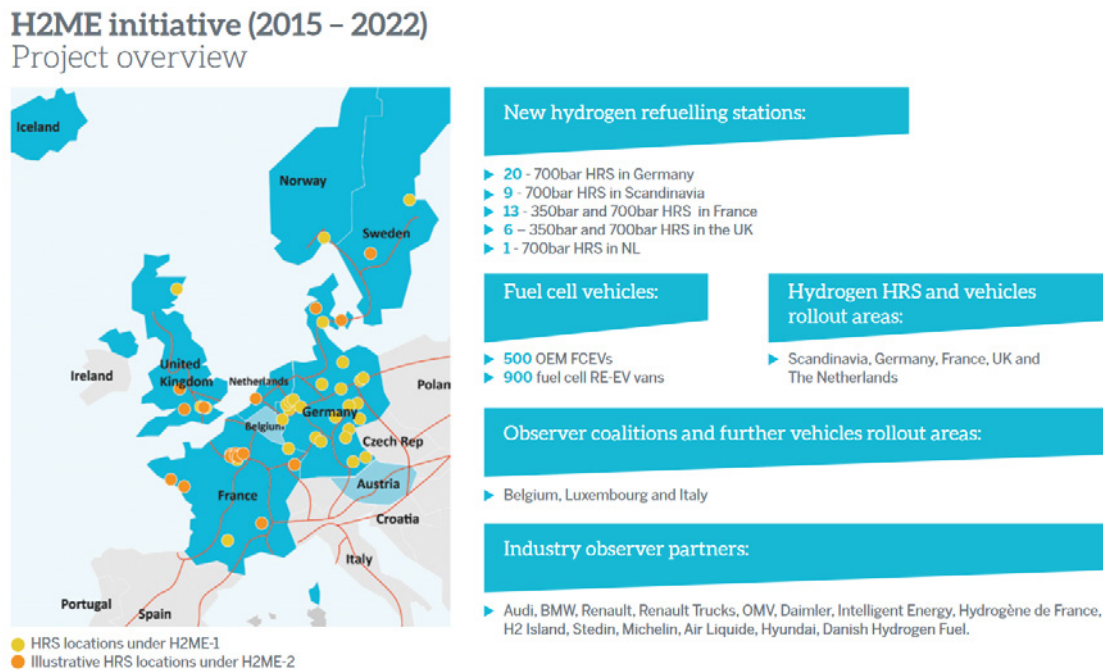 H2ME initiative (2015 – 2022)
Project overview
Iceland
Norway
Sweden
United
Kingdom
Ireland
Netherlands
Belgium
Germany
Polan
Czech Rep
Austria
France
Croatia
Italy
Portugal
Spain
HRS locations under H2ME-1
Illustrative HRS locations under H2ME-2
New hydrogen refuelling stations:
20 - 700bar HRS in Germany
9 - 700bar HRS in Scandinavia
13 - 350bar and 700bar HRS in France
6 – 350bar and 700bar HRS in the UK
1 - 700bar HRS in NL
Fuel cell vehicles:
500 OEM FCEVs
900 fuel cell RE-EV vans
Hydrogen HRS and vehicles
rollout areas:
Scandinavia, Germany, France, UK and
The Netherlands
Observer coalitions and further vehicles rollout areas:
Belgium, Luxembourg and Italy
Industry observer partners:
Audi, BMW, Renault, Renault Trucks, OMV, Daimler, Intelligent Energy, Hydrogène de France,
H2 Island, Stedin, Michelin, Air Liquide, Hyundai, Danish Hydrogen Fuel.